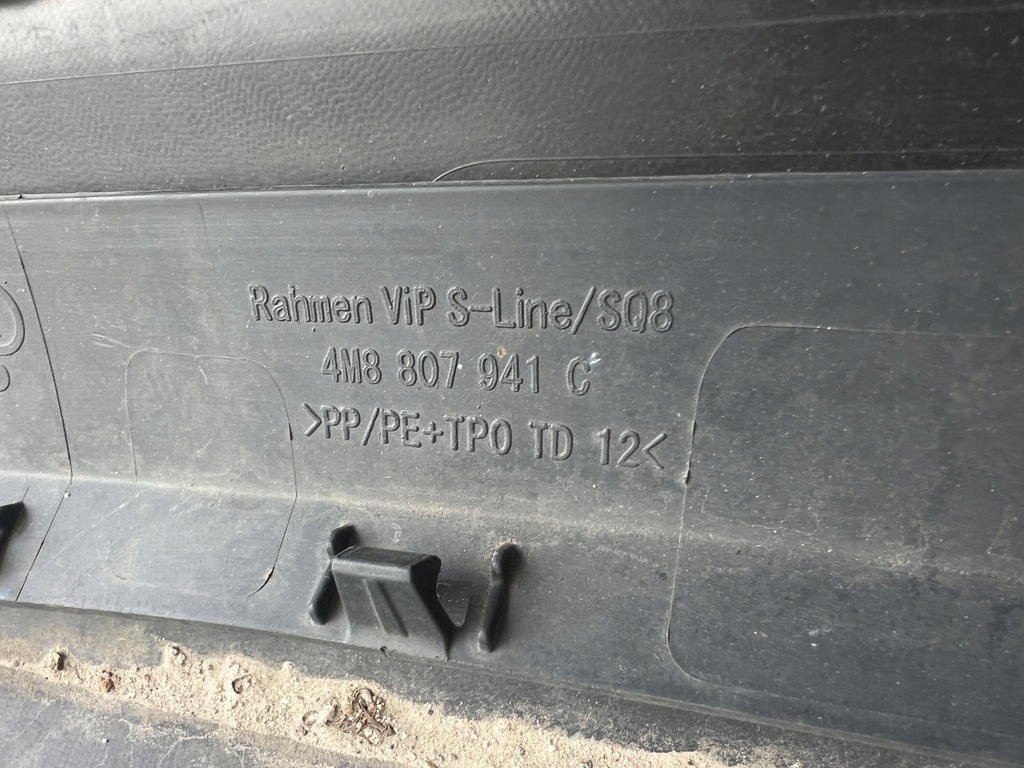 Rahmen ViP S-Line/SQ8
4M8 807 941 C
>PP/PE+TPO TD 12<